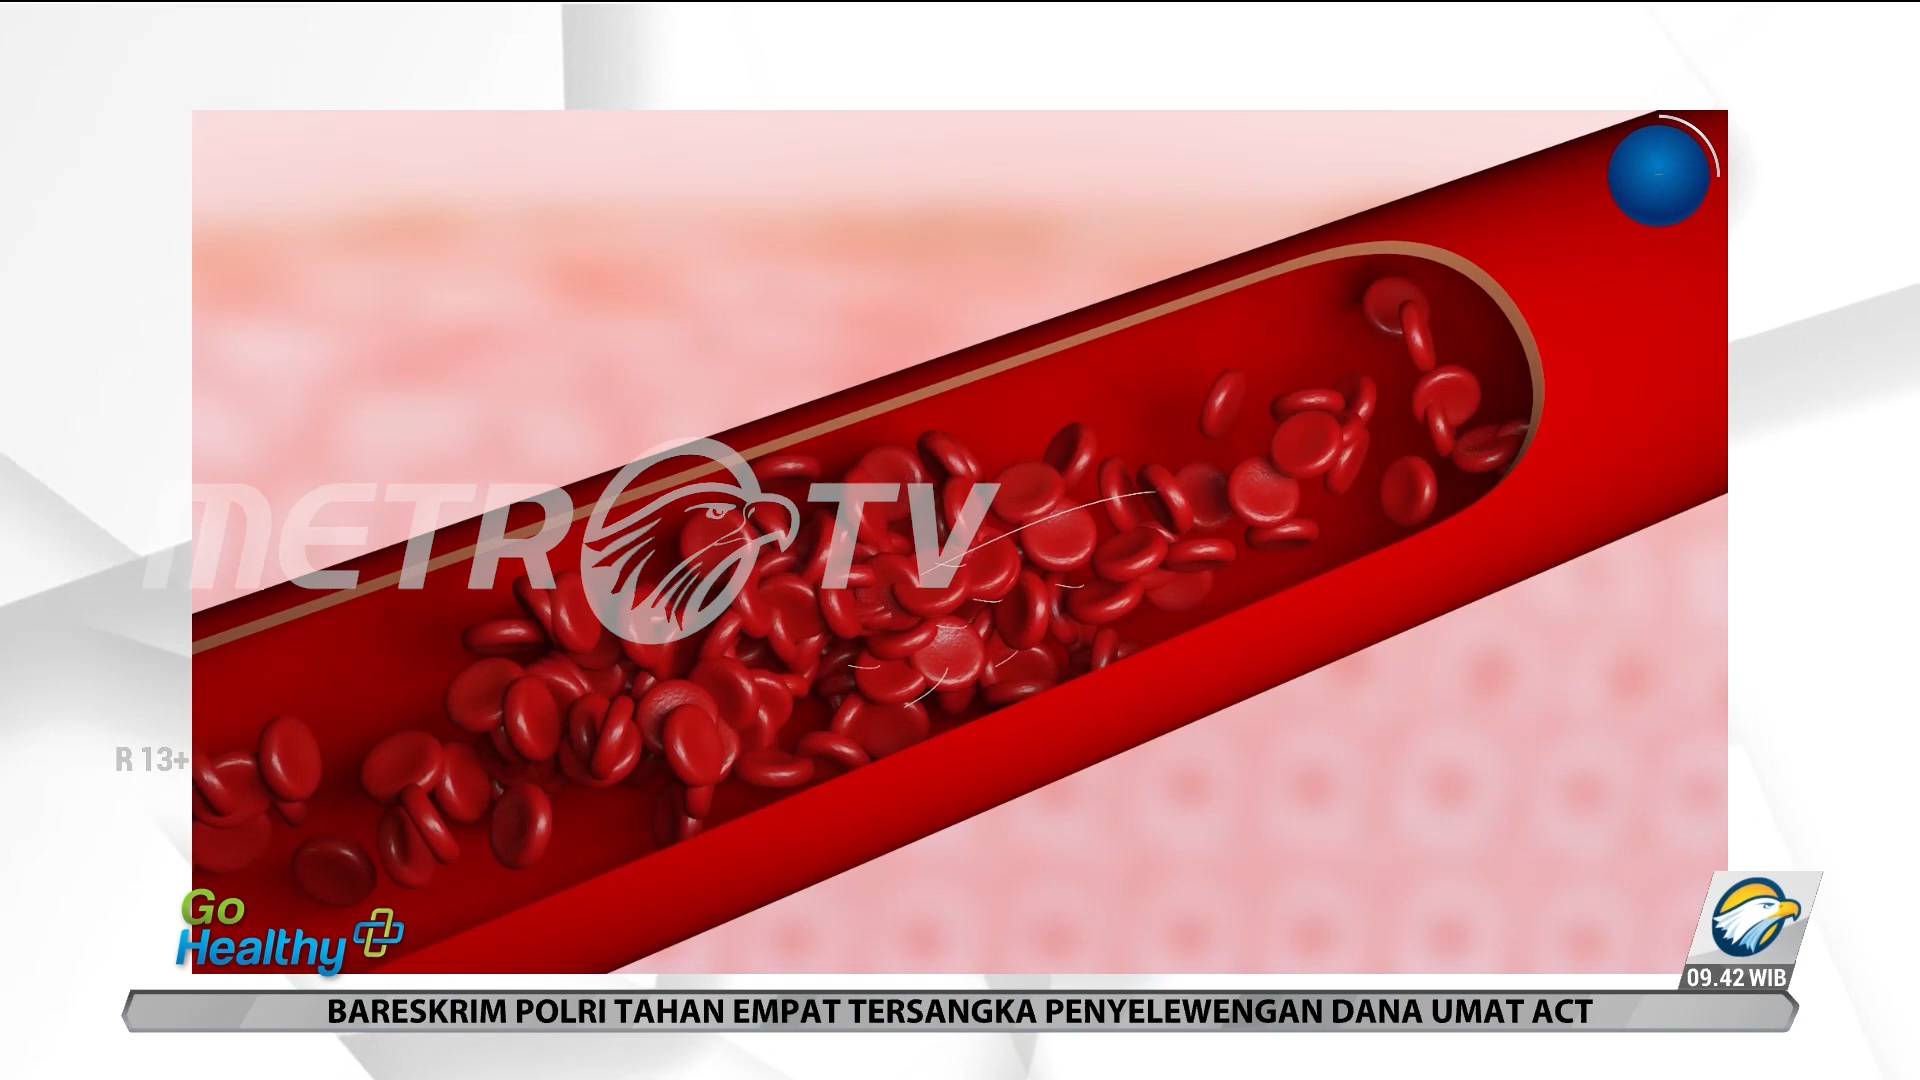 METRO TV
R 13+
Go
Healthy
09.42 WIB
BARESKRIM POLRI TAHAN EMPAT TERSANGKA PENYELEWENGAN DANA UMAT ACT